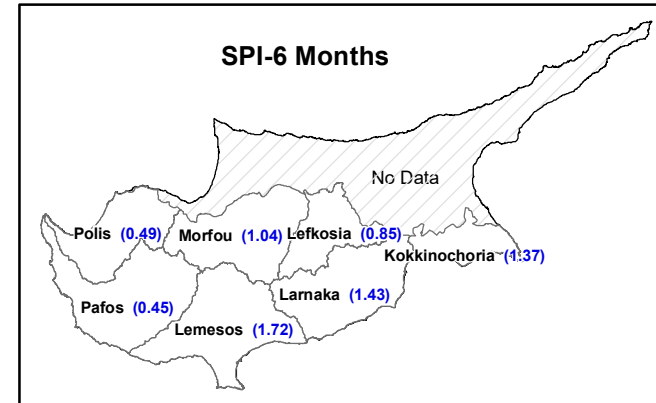 SPI-6 Months
No Data
Polis (0.49)
Morfou (1.04)
Lefkosia (0.85)
Kokkinochoria (1.37)
Pafos (0.45)
Larnaka (1.43)
Lemesos (1.72)